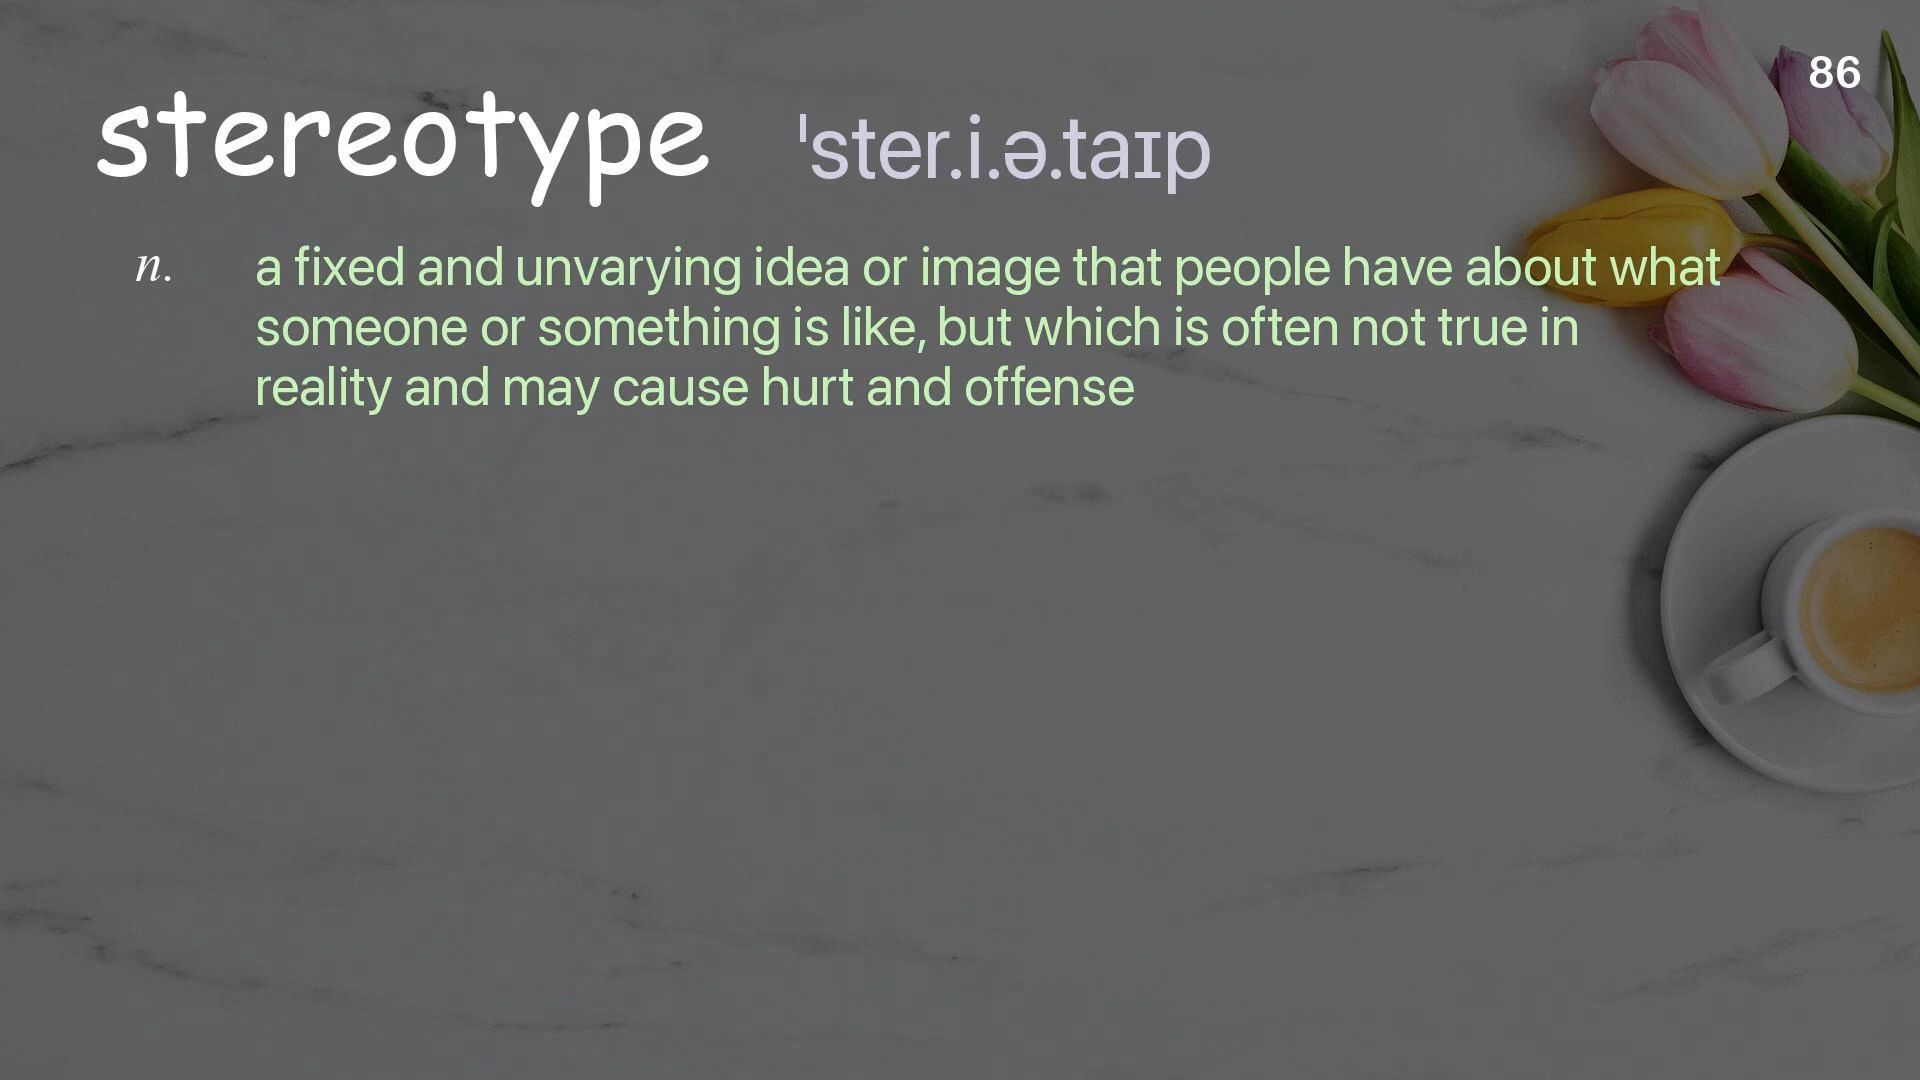 86
stereotype ˈster.i.ə.taɪp
n. a fixed and unvarying idea or image that people have about what
someone or something is like, but which is often not true in
reality and may cause hurt and offense